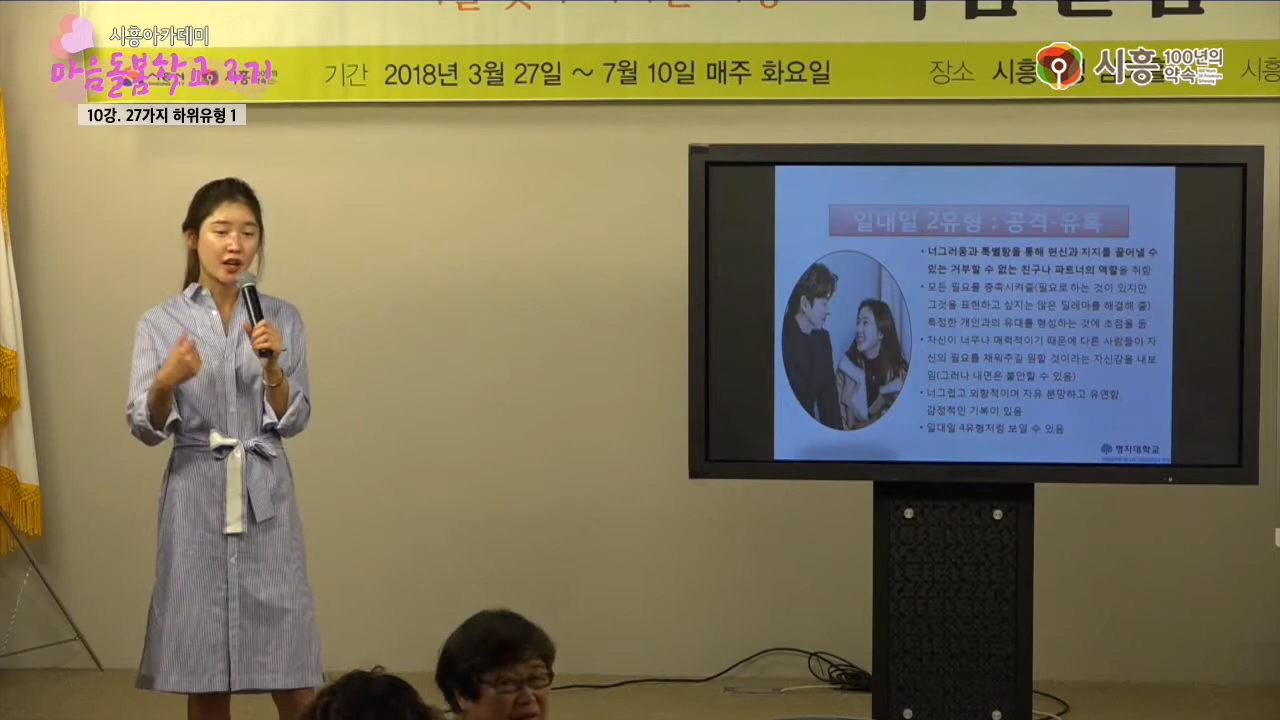 시흥아카데미
마음돌봄학교 3기
10강. 27가지 하위유형 1
기간 2018년 3월 27일 ~ 7월 10일 매주 화요일
장소 시흥
시흥 100년의 약속
일대일 2유형 : 공격-유혹
• 너그러움과 특별함을 통해 헌신과 지지를 끌어낼 수
있는 거부할 수 없는 친구나 파트너의 역할을 취함
• 모든 필요를 충족시켜줄(필요로 하는 것이 있지만
그것을 표현하고 싶지는 않은 딜레마를 해결해 줄)
특정한 개인과의 유대를 형성하는 것에 초점을 둠
• 자신이 너무나 매력적이기 때문에 다른 사람들이 자
신의 필요를 채워주길 원할 것이라는 자신감을 내보
임(그러나 내면은 불안할 수 있음)
• 너그럽고 외향적이며 자유 분방하고 유연함.
감정적인 기복이 있음
• 일대일 4유형처럼 보일 수 있음
명지대학교